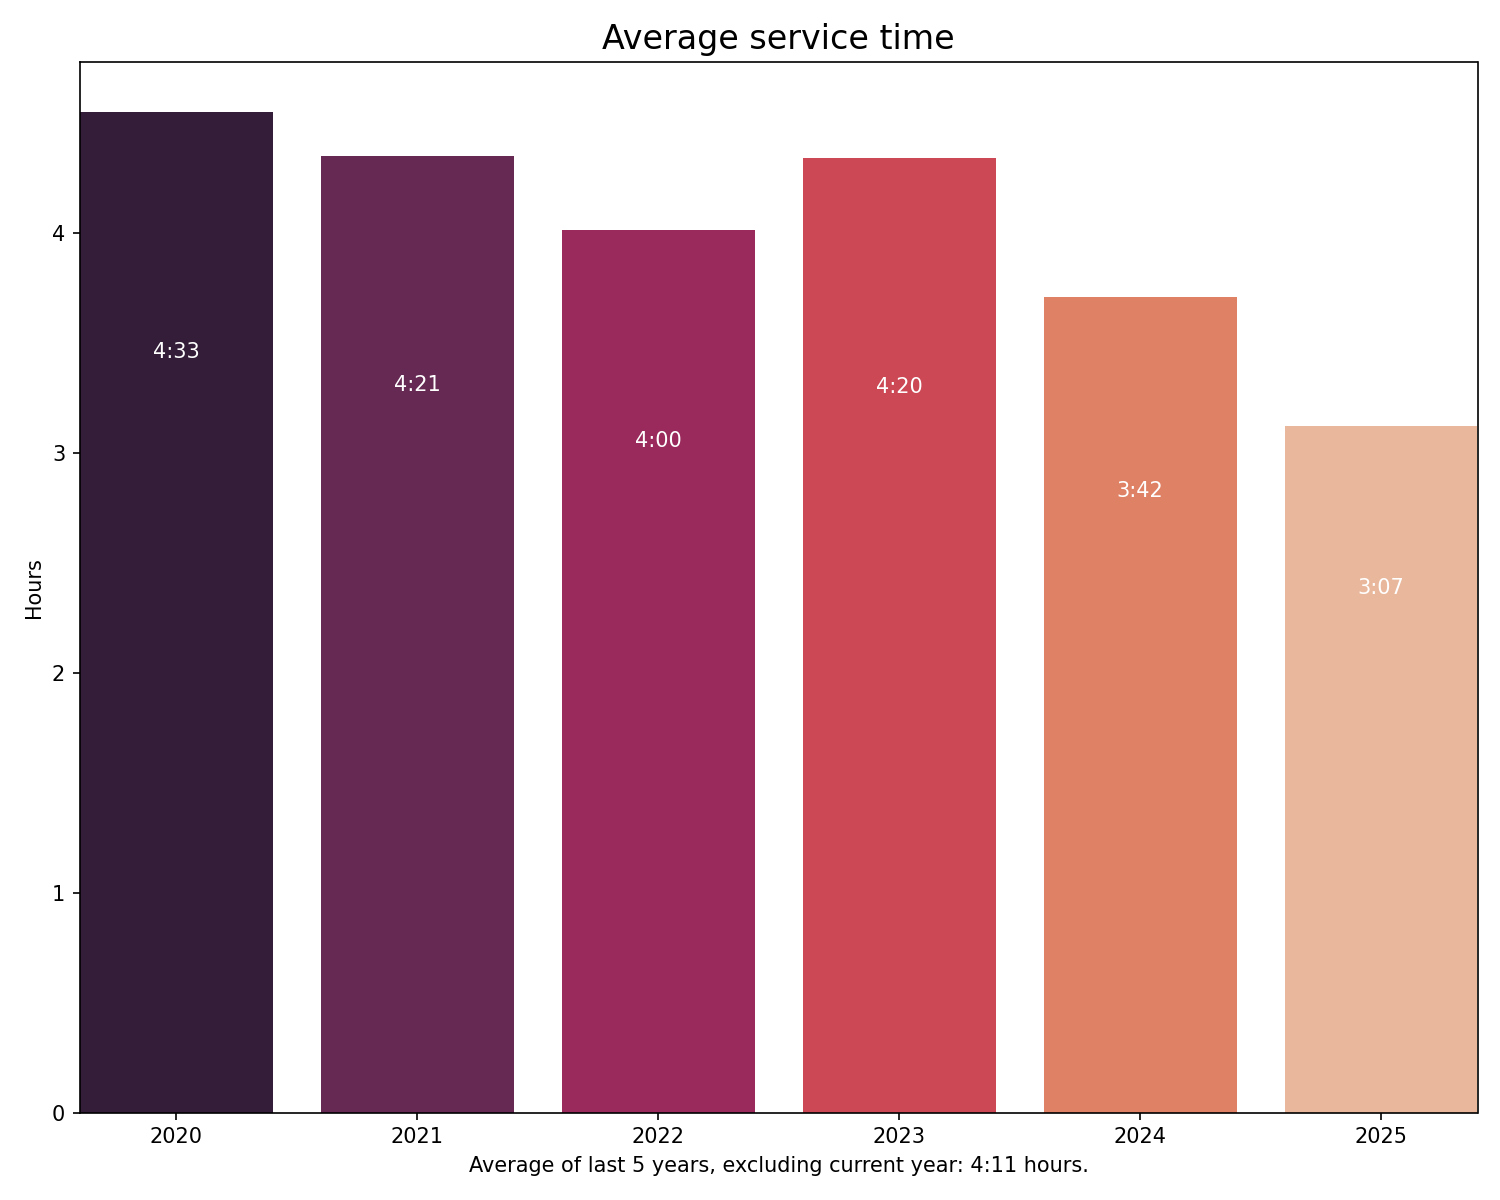 Average service time
4
3
2
1
0
Hours
4:33
4:21
4:00
4:20
3:42
3:07
2020 2021 2022 2023 2024 2025
Average of last 5 years, excluding current year: 4:11 hours.